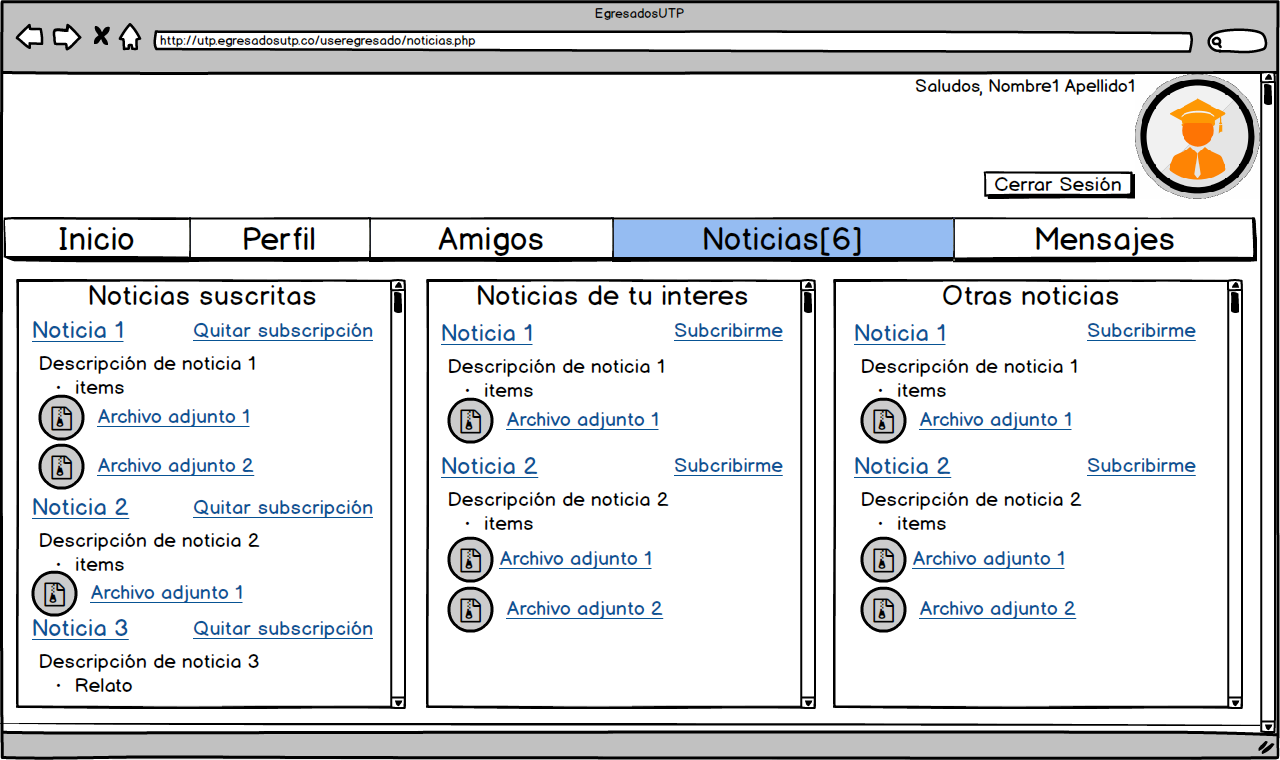 EgresadosUTP
http://utp.egresadosutp.co/useregresado/noticias.php
Saludos, Nombre1 Apellido1
Cerrar Sesión
Inicio
Perfil
Amigos
Noticias[6]
Mensajes
Noticias suscritas
Noticia 1
Quitar subscripción
Descripción de noticia 1
• items
Archivo adjunto 1
Archivo adjunto 2
Noticia 2
Quitar subscripción
Descripción de noticia 2
• items
Archivo adjunto 1
Noticia 3
Quitar subscripción
Descripción de noticia 3
• Relato
Noticias de tu interes
Noticia 1
Subcribirme
Descripción de noticia 1
• items
Archivo adjunto 1
Noticia 2
Subcribirme
Descripción de noticia 2
• items
Archivo adjunto 1
Archivo adjunto 2
Otras noticias
Noticia 1
Subcribirme
Descripción de noticia 1
• items
Archivo adjunto 1
Noticia 2
Subcribirme
Descripción de noticia 2
• items
Archivo adjunto 1
Archivo adjunto 2